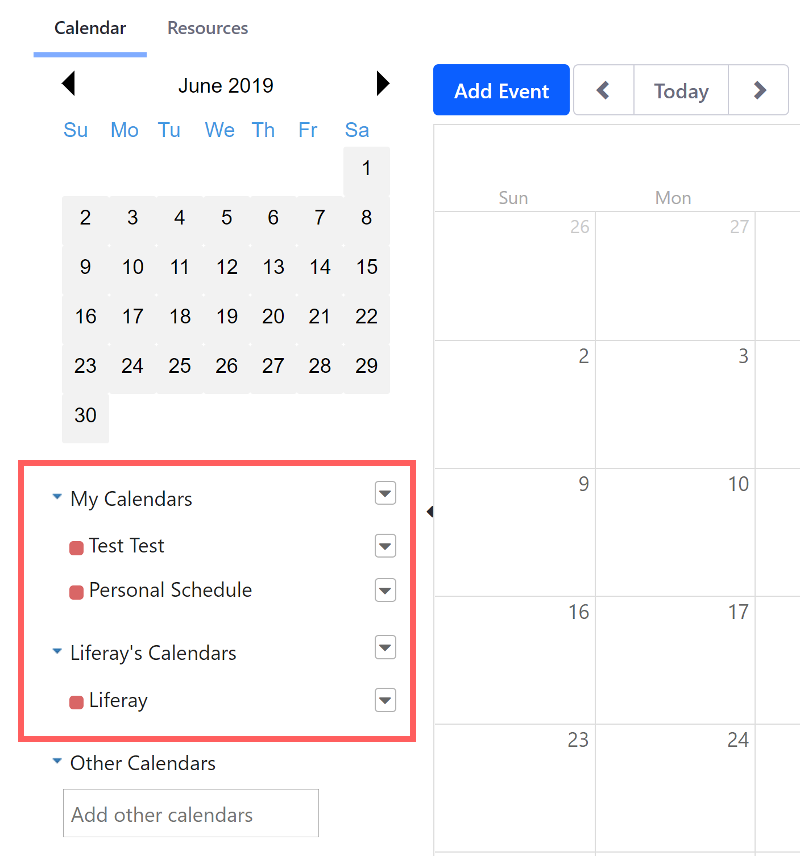 Calendar Resources
June 2019
Su Mo Tu We Th Fr Sa
1
2 3 4 5 6 7 8
9 10 11 12 13 14 15
16 17 18 19 20 21 22
23 24 25 26 27 28 29
30
My Calendars
Test Test
Personal Schedule
Liferay's Calendars
Liferay
Other Calendars
Add other calendars
Add Event Today
Sun Mon
26 27
2 3
9 10
16 17
23 24